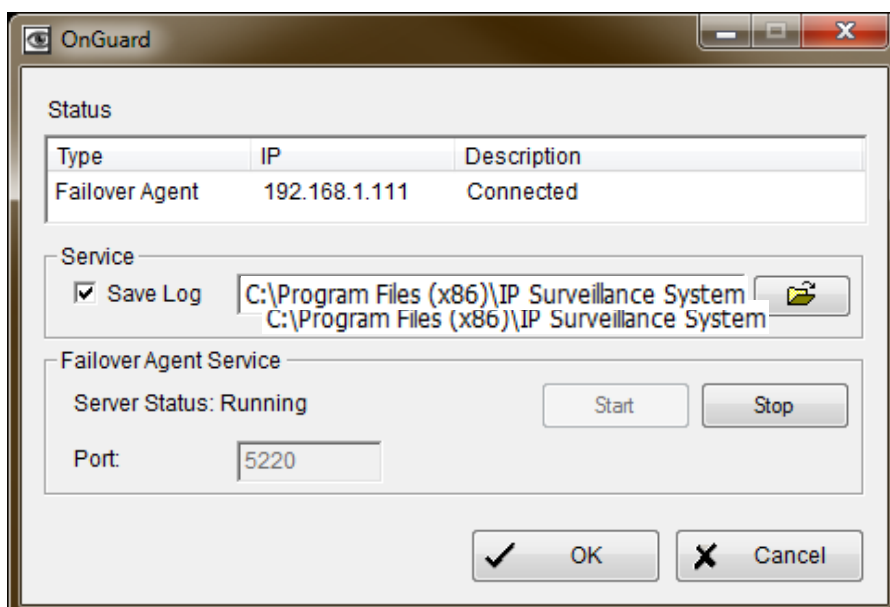 OnGuard
Status
Type IP Description
Failover Agent 192.168.1.111 Connected
Service
Save Log C:\Program Files (x86)\IP Surveillance System
C:\Program Files (x86)\IP Surveillance System
Failover Agent Service
Server Status: Running Start Stop
Port: 5220
OK Cancel